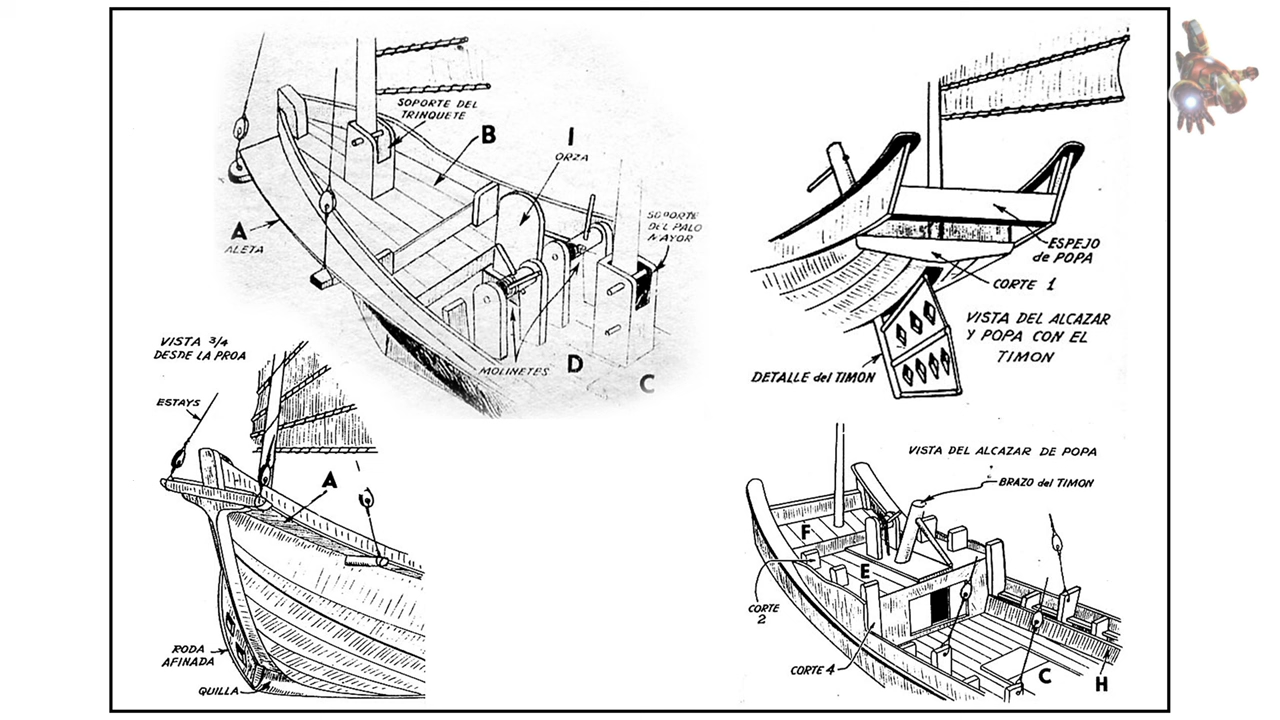 SOPORTE DEL
TRINQUETE
B
I
ORZA
SOPORTE
DEL PALO
MAYOR
A
ALETA
MOLINETES
D
C
ESPEJO
de POPA
CORTE 1
VISTA DEL ALCAZAR
Y POPA CON EL
TIMON
DETALLE del TIMON
VISTA 3/4
DESDE LA PROA
ESTAYS
A
RODA
AFINADA
QUILLA
VISTA DEL ALCAZAR DE POPA
BRAZO del TIMON
F
E
CORTE
2
CORTE 4
C
H